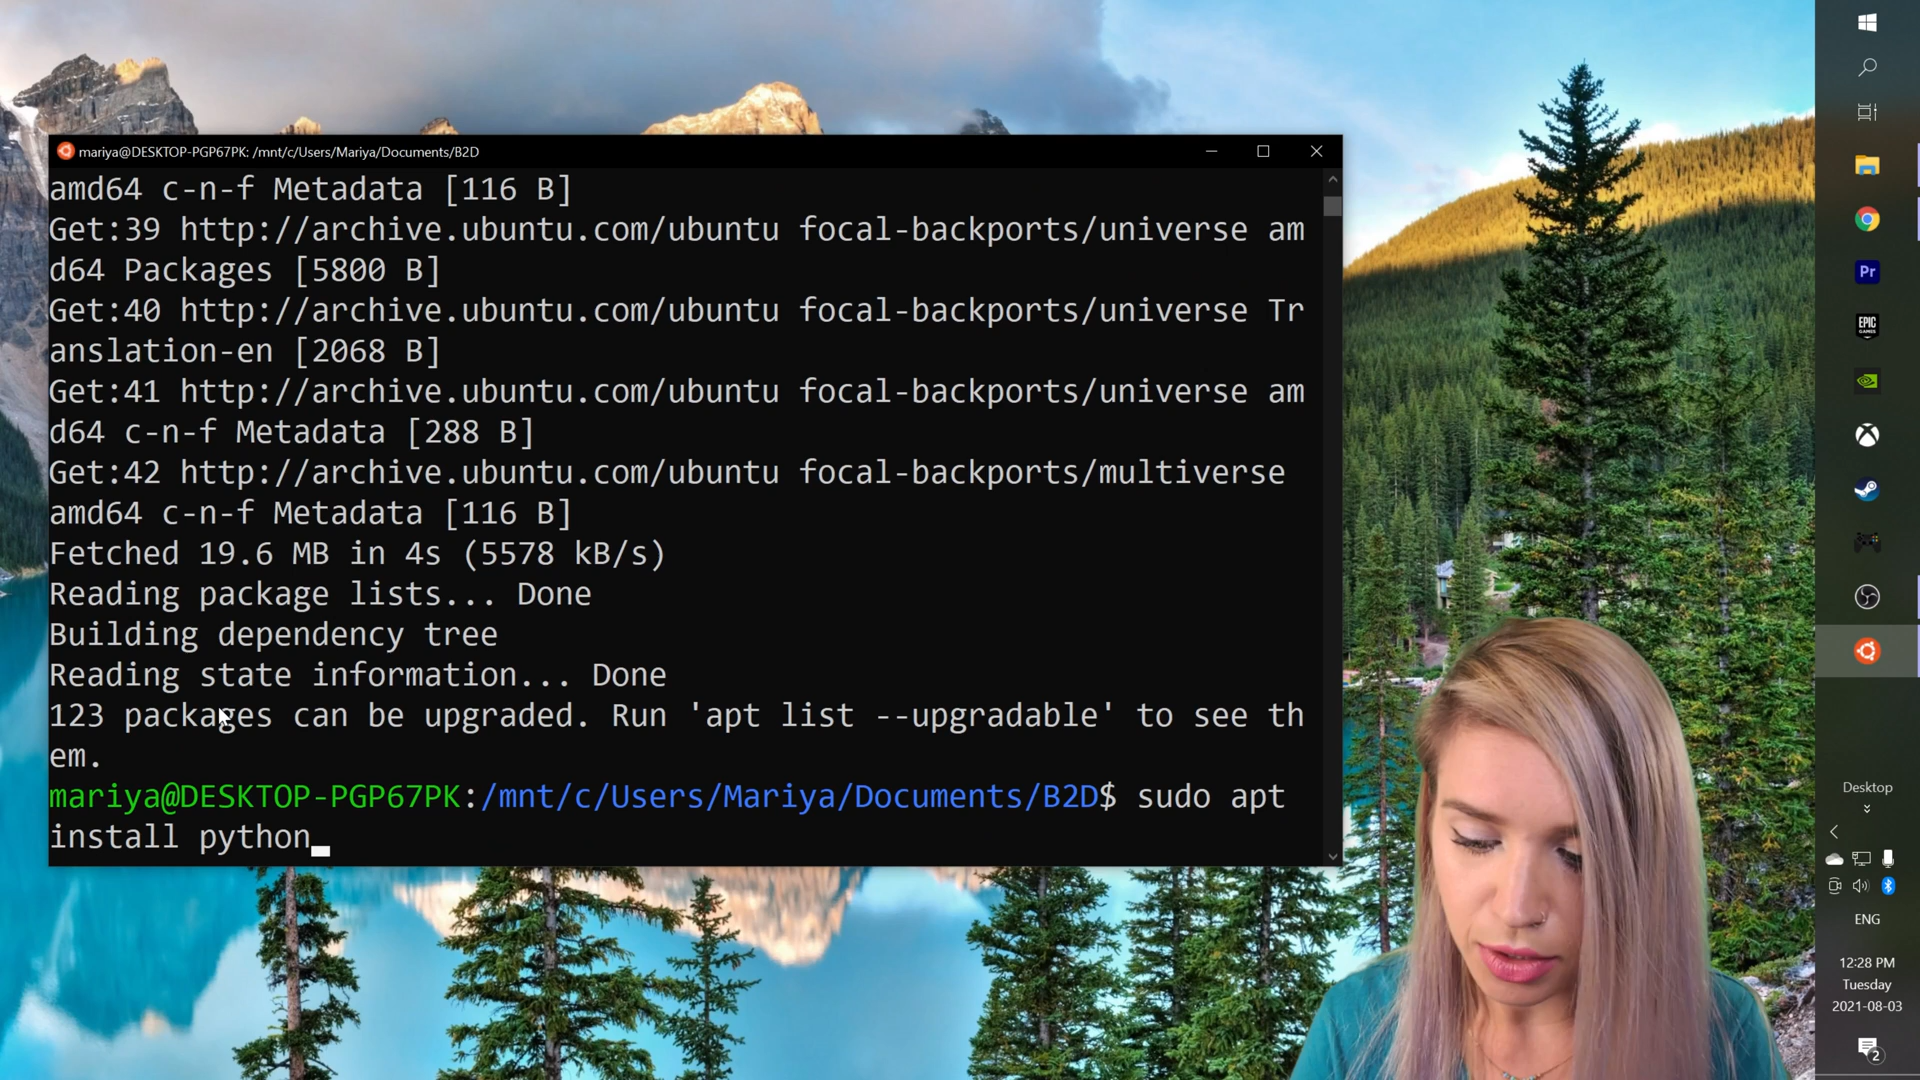 mariya@DESKTOP-PGP67PK: /mnt/c/Users/Mariya/Documents/B2D
amd64 c-n-f Metadata [116 B]
Get:39 http://archive.ubuntu.com/ubuntu focal-backports/universe am
d64 Packages [5800 B]
Get:40 http://archive.ubuntu.com/ubuntu focal-backports/universe Tr
anslation-en [2068 B]
Get:41 http://archive.ubuntu.com/ubuntu focal-backports/universe am
d64 c-n-f Metadata [288 B]
Get:42 http://archive.ubuntu.com/ubuntu focal-backports/multiverse
amd64 c-n-f Metadata [116 B]
Fetched 19.6 MB in 4s (5578 kB/s)
Reading package lists... Done
Building dependency tree
Reading state information... Done
123 packages can be upgraded. Run 'apt list --upgradable' to see th
em.
mariya@DESKTOP-PGP67PK:/mnt/c/Users/Mariya/Documents/B2D$ sudo apt
install python
Pr
EPIC
GAMES
Desktop
ENG
12:28 PM
Tuesday
2021-08-03
2